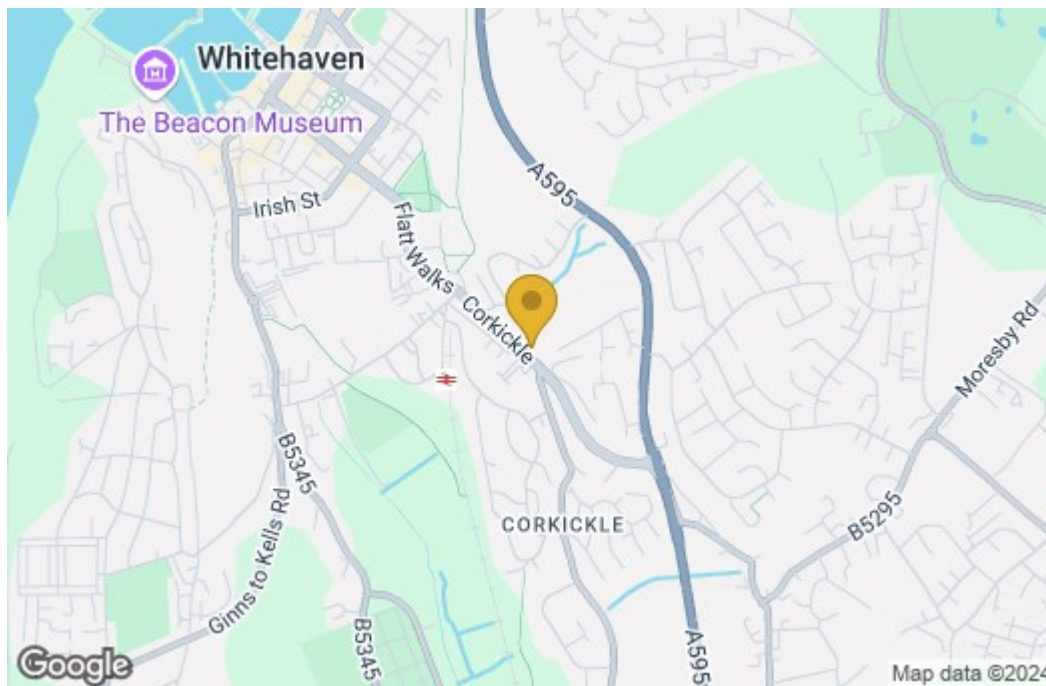 Whitehaven
The Beacon Museum
A595
Irish St
Flatt Walks
Corkickle
Moresby Rd
B5345
B5295
CORKICKLE
Ginns to Kells Rd
B5345
A595
Google
Map data ©2024